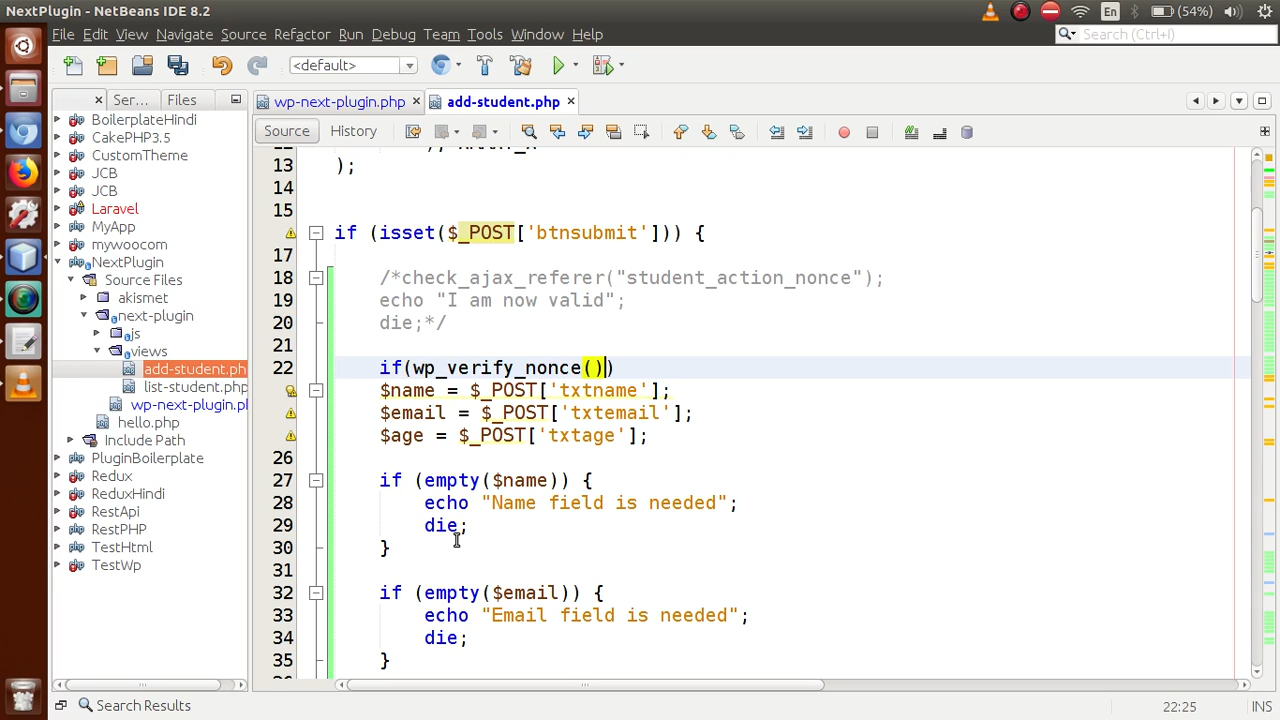 NextPlugin - NetBeans IDE 8.2
En
(54%)
File Edit View Navigate Source Refactor Run Debug Team Tools Window Help
Search (Ctrl+I)
<default>
Ser... Files
wp-next-plugin.php
add-student.php
Source History
BoilerplateHindi
CakePHP3.5
CustomTheme
JCB
JCB
Laravel
MyApp
mywoocom
NextPlugin
Source Files
akismet
next-plugin
js
views
add-student.ph
list-student.php
wp-next-plugin.pl
hello.php
Include Path
PluginBoilerplate
Redux
ReduxHindi
RestApi
RestPHP
TestHtml
TestWp
13 );
14
15
if (isset($_POST['btnsubmit'])) {
17
18 /*check_ajax_referer("student_action_nonce");
19 echo "I am now valid";
20 die;*/
21
22 if(wp_verify_nonce())
$name = $_POST['txtname'];
$email = $_POST['txtemail'];
$age = $_POST['txtage'];
26
27 if (empty($name)) {
28 echo "Name field is needed";
29 die;
30 }
31
32 if (empty($email)) {
33 echo "Email field is needed";
34 die;
35 }
Search Results
22:25 INS